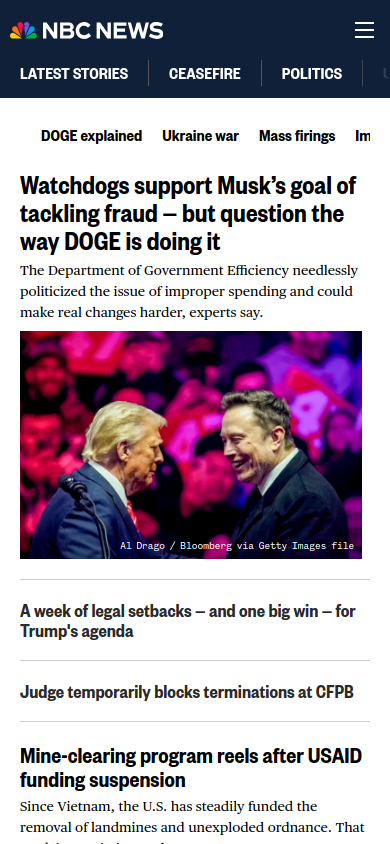 NBC NEWS
LATEST STORIES
CEASEFIRE
POLITICS
DOGE explained
Ukraine war
Mass firings
Watchdogs support Musk’s goal of
tackling fraud — but question the
way DOGE is doing it
The Department of Government Efficiency needlessly
politicized the issue of improper spending and could
make real changes harder, experts say.
Al Drago / Bloomberg via Getty Images file
A week of legal setbacks — and one big win — for
Trump's agenda
Judge temporarily blocks terminations at CFPB
Mine-clearing program reels after USAID
funding suspension
Since Vietnam, the U.S. has steadily funded the
removal of landmines and unexploded ordnance. That